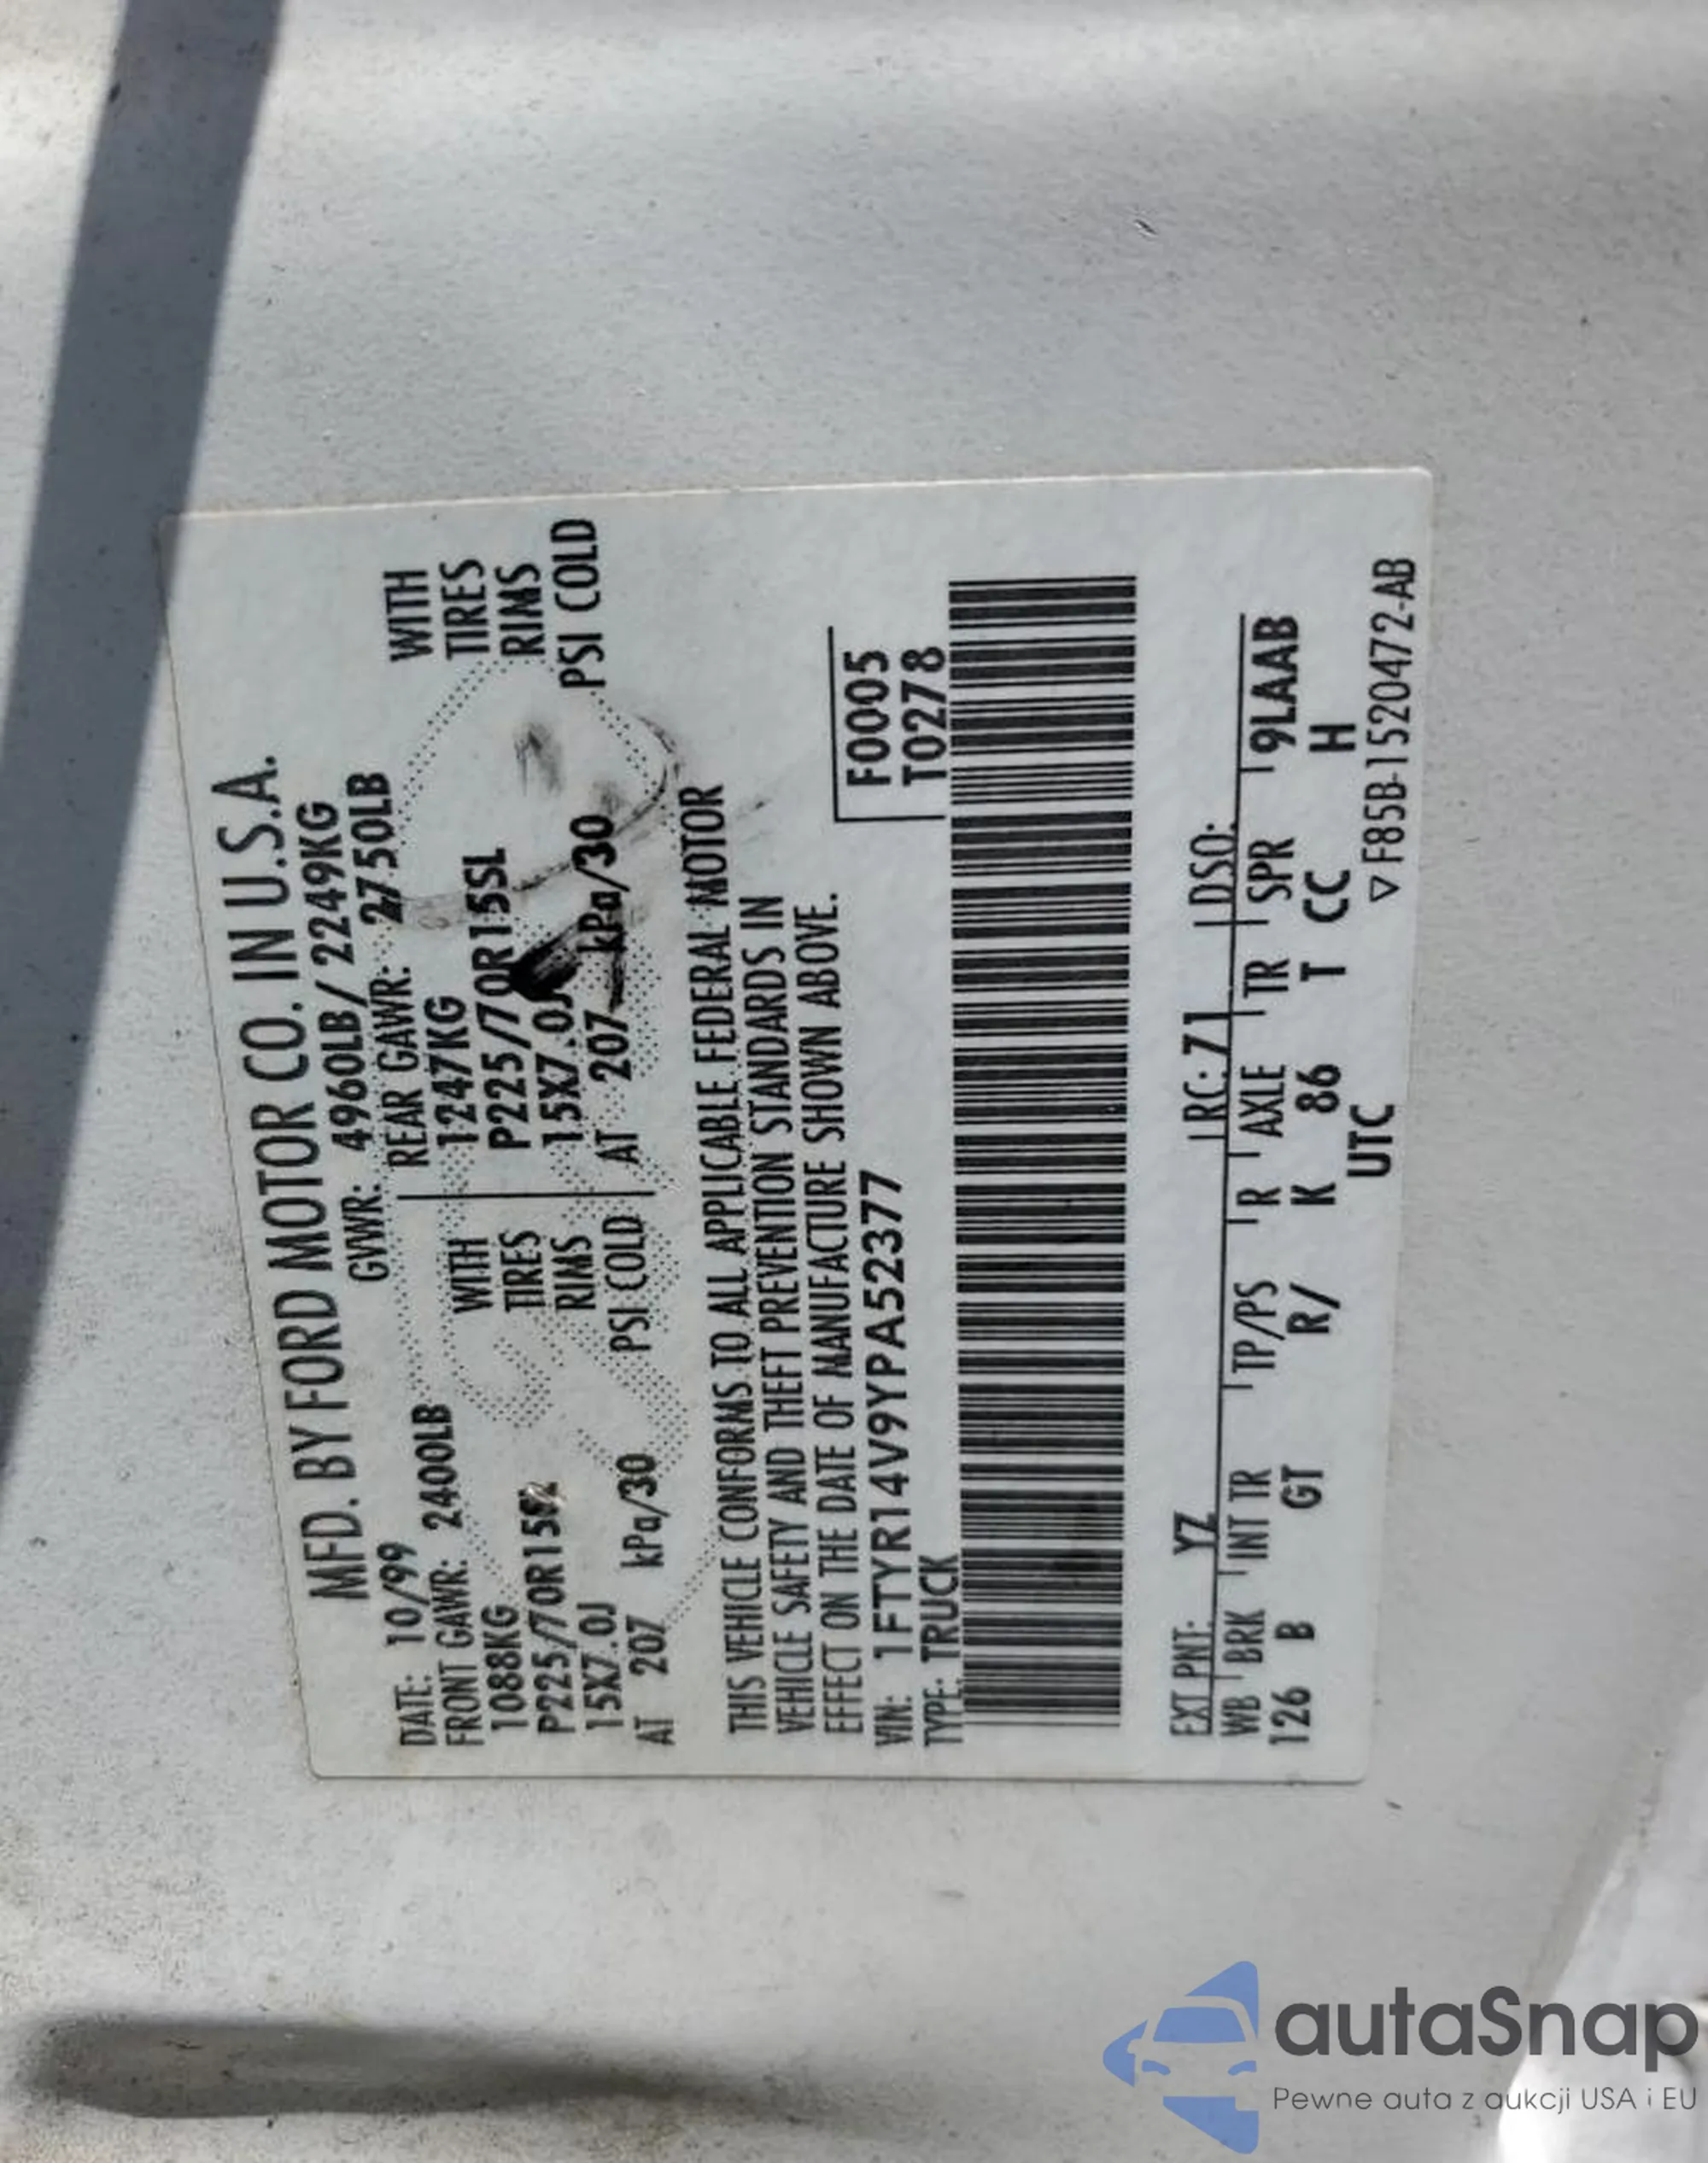 MFD. BY FORD MOTOR CO. IN U.S.A.
DATE: 10/99 GVWR: 4960LB/ 2249KG
FRONT GAWR: 2400LB REAR GAWR: 2750LB
1088KG WITH 1247KG WITH
P225/70R15SL TIRES P225/70R15SL TIRES
15X7.0J RIMS 15X7.0J RIMS
AT 207 kPa/30 PSI COLD AT 207 kPa/30 PSI COLD
THIS VEHICLE CONFORMS TO ALL APPLICABLE FEDERAL MOTOR
VEHICLE SAFETY AND THEFT PREVENTION STANDARDS IN
EFFECT ON THE DATE OF MANUFACTURE SHOWN ABOVE.
VIN: 1FTYR14V9YPA52377 F0005
TYPE: TRUCK T0278
EXT PNT: YZ RC: 71 DSO:
WB BRK INT TR TP/PS R AXLE TR SPR 9LAAB
126 B GT R/ K 86 T CC H
UTC
▽ F85B-1520472-AB
autaSnap
Pewne auta z aukcji USA i EU